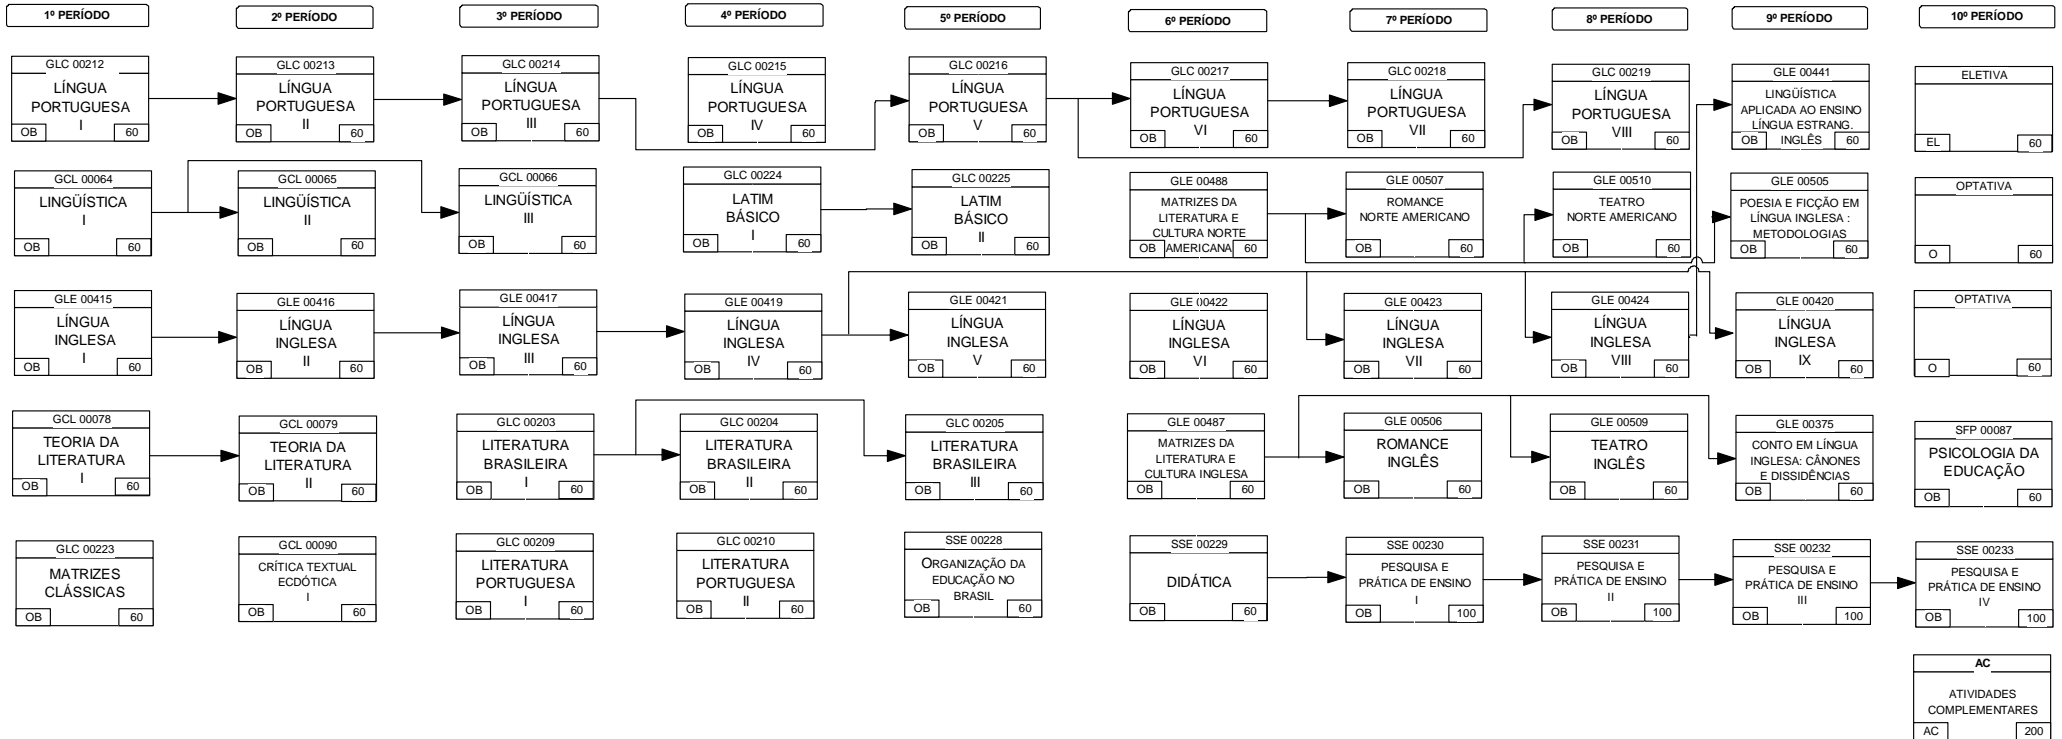 1º PERÍODO
2º PERÍODO
3º PERÍODO
4º PERÍODO
5º PERÍODO
6º PERÍODO
7º PERÍODO
8º PERÍODO
9º PERÍODO
10º PERÍODO
GLC 00212
LÍNGUA
PORTUGUESA
I
OB
60
GLC 00213
LÍNGUA
PORTUGUESA
II
OB
60
GLC 00214
LÍNGUA
PORTUGUESA
III
OB
60
GLC 00215
LÍNGUA
PORTUGUESA
IV
OB
60
GLC 00216
LÍNGUA
PORTUGUESA
V
OB
60
GLC 00217
LÍNGUA
PORTUGUESA
VI
OB
60
GLC 00218
LÍNGUA
PORTUGUESA
VII
OB
60
GLC 00219
LÍNGUA
PORTUGUESA
VIII
OB
60
GLE 00441
LINGÜÍSTICA
APLICADA AO ENSINO
LÍNGUA ESTRANG.
INGLÊS
OB
60
ELETIVA
EL
60
GCL 00064
LINGÜÍSTICA
I
OB
60
GCL 00065
LINGÜÍSTICA
II
OB
60
GCL 00066
LINGÜÍSTICA
III
OB
60
GLC 00224
LATIM
BÁSICO
I
OB
60
GLC 00225
LATIM
BÁSICO
II
OB
60
GLE 00488
MATRIZES DA
LITERATURA E
CULTURA NORTE
AMERICANA
OB
60
GLE 00507
ROMANCE
NORTE AMERICANO
OB
60
GLE 00510
TEATRO
NORTE AMERICANO
OB
60
GLE 00505
POESIA E FICÇÃO EM
LÍNGUA INGLESA :
METODOLOGIAS
OB
60
OPTATIVA
O
60
GLE 00415
LÍNGUA
INGLESA
I
OB
60
GLE 00416
LÍNGUA
INGLESA
II
OB
60
GLE 00417
LÍNGUA
INGLESA
III
OB
60
GLE 00419
LÍNGUA
INGLESA
IV
OB
60
GLE 00421
LÍNGUA
INGLESA
V
OB
60
GLE 00422
LÍNGUA
INGLESA
VI
OB
60
GLE 00423
LÍNGUA
INGLESA
VII
OB
60
GLE 00424
LÍNGUA
INGLESA
VIII
OB
60
GLE 00420
LÍNGUA
INGLESA
IX
OB
60
OPTATIVA
O
60
GCL 00078
TEORIA DA
LITERATURA
I
OB
60
GCL 00079
TEORIA DA
LITERATURA
II
OB
60
GLC 00203
LITERATURA
BRASILEIRA
I
OB
60
GLC 00204
LITERATURA
BRASILEIRA
II
OB
60
GLC 00205
LITERATURA
BRASILEIRA
III
OB
60
GLE 00487
MATRIZES DA
LITERATURA E
CULTURA INGLESA
OB
60
GLE 00506
ROMANCE
INGLÊS
OB
60
GLE 00509
TEATRO
INGLÊS
OB
60
GLE 00375
CONTO EM LÍNGUA
INGLESA: CÂNONES
E DISSIDÊNCIAS
OB
60
SFP 00087
PSICOLOGIA DA
EDUCAÇÃO
OB
60
GLC 00223
MATRIZES
CLÁSSICAS
OB
60
GCL 00090
CRÍTICA TEXTUAL
ECDÓTICA
I
OB
60
GLC 00209
LITERATURA
PORTUGUESA
I
OB
60
GLC 00210
LITERATURA
PORTUGUESA
II
OB
60
SSE 00228
ORGANIZAÇÃO DA
EDUCAÇÃO NO
BRASIL
OB
60
SSE 00229
DIDÁTICA
OB
60
SSE 00230
PESQUISA E
PRÁTICA DE ENSINO
I
OB
100
SSE 00231
PESQUISA E
PRÁTICA DE ENSINO
II
OB
100
SSE 00232
PESQUISA E
PRÁTICA DE ENSINO
III
OB
100
SSE 00233
PESQUISA E
PRÁTICA DE ENSINO
IV
OB
100
AC
ATIVIDADES
COMPLEMENTARES
AC
200